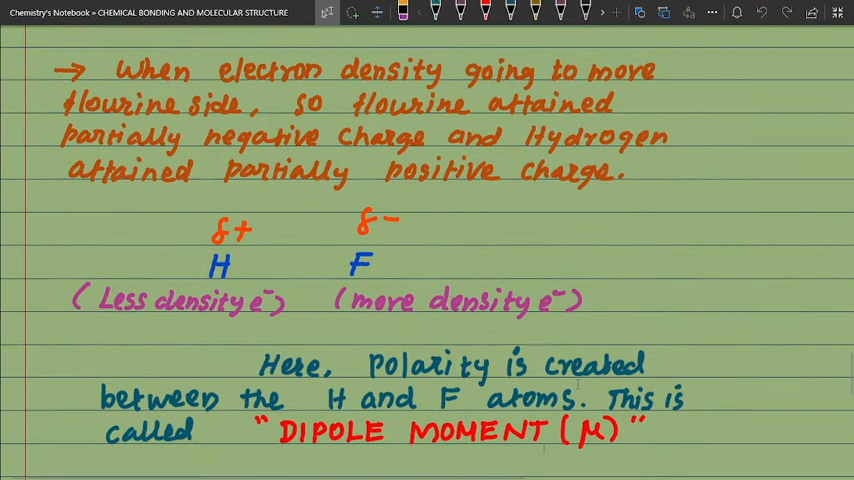 Chemistry's Notebook » CHEMICAL BONDING AND MOLECULAR STRUCTURE
→ When electron density going to more
flourine side, so flourine attained
partially negative charge and Hydrogen
attained partially positive charge.
δ+ δ-
H F
(Less density e⁻) (more density e⁻)
Here, Polarity is created
between the H and F atoms. This is
called "DIPOLE MOMENT (μ)"